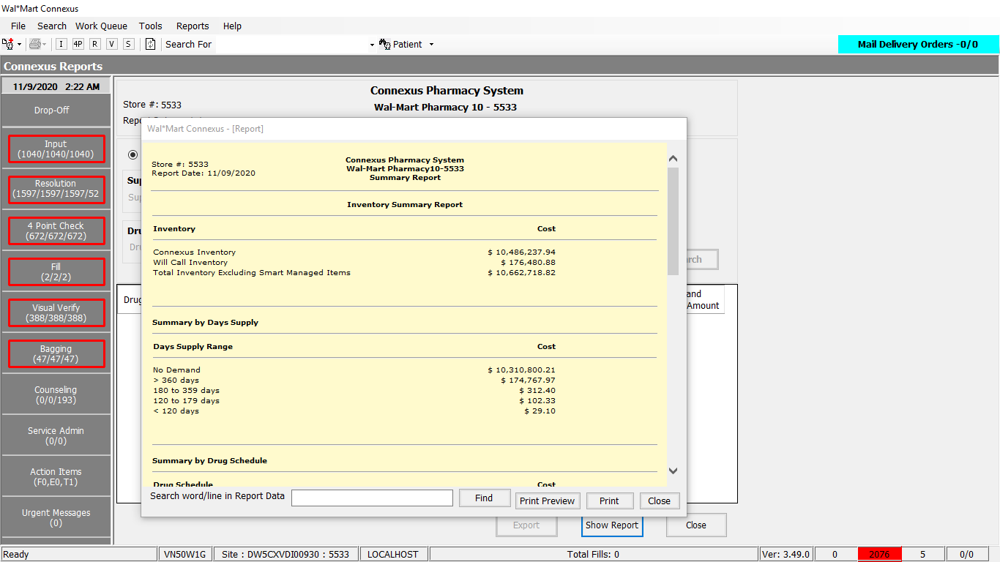 Wal*Mart Connexus
File Search Work Queue Tools Reports Help
I 4P R V S Search For Patient
Mail Delivery Orders -0/0
Connexus Reports
11/9/2020 2:22 AM
Drop-Off
Input
(1040/1040/1040)
Resolution
(1597/1597/1597/52
4 Point Check
(672/672/672)
Fill
(2/2/2)
Visual Verify
(388/388/388)
Bagging
(47/47/47)
Counseling
(0/0/193)
Service Admin
(0/0)
Action Items
(F0,E0,T1)
Urgent Messages
(0)
Connexus Pharmacy System
Store #: 5533
Wal-Mart Pharmacy 10 - 5533
Wal*Mart Connexus - [Report]
Store #: 5533
Report Date: 11/09/2020
Connexus Pharmacy System
Wal-Mart Pharmacy10-5533
Summary Report
Inventory Summary Report
Inventory Cost
Connexus Inventory $ 10,486,237.94
Will Call Inventory $ 176,480.88
Total Inventory Excluding Smart Managed Items $ 10,662,718.82
Summary by Days Supply
Days Supply Range Cost
No Demand $ 10,310,800.21
> 360 days $ 174,767.97
180 to 359 days $ 312.40
120 to 179 days $ 102.33
< 120 days $ 29.10
Summary by Drug Schedule
Drug Schedule Cost
Search word/line in Report Data Find Print Preview Print Close
Amount
Export Show Report Close
Ready VN50W1G Site : DW5CXVDI00930 : 5533 LOCALHOST Total Fills: 0 Ver: 3.49.0 0 2076 5 0/0